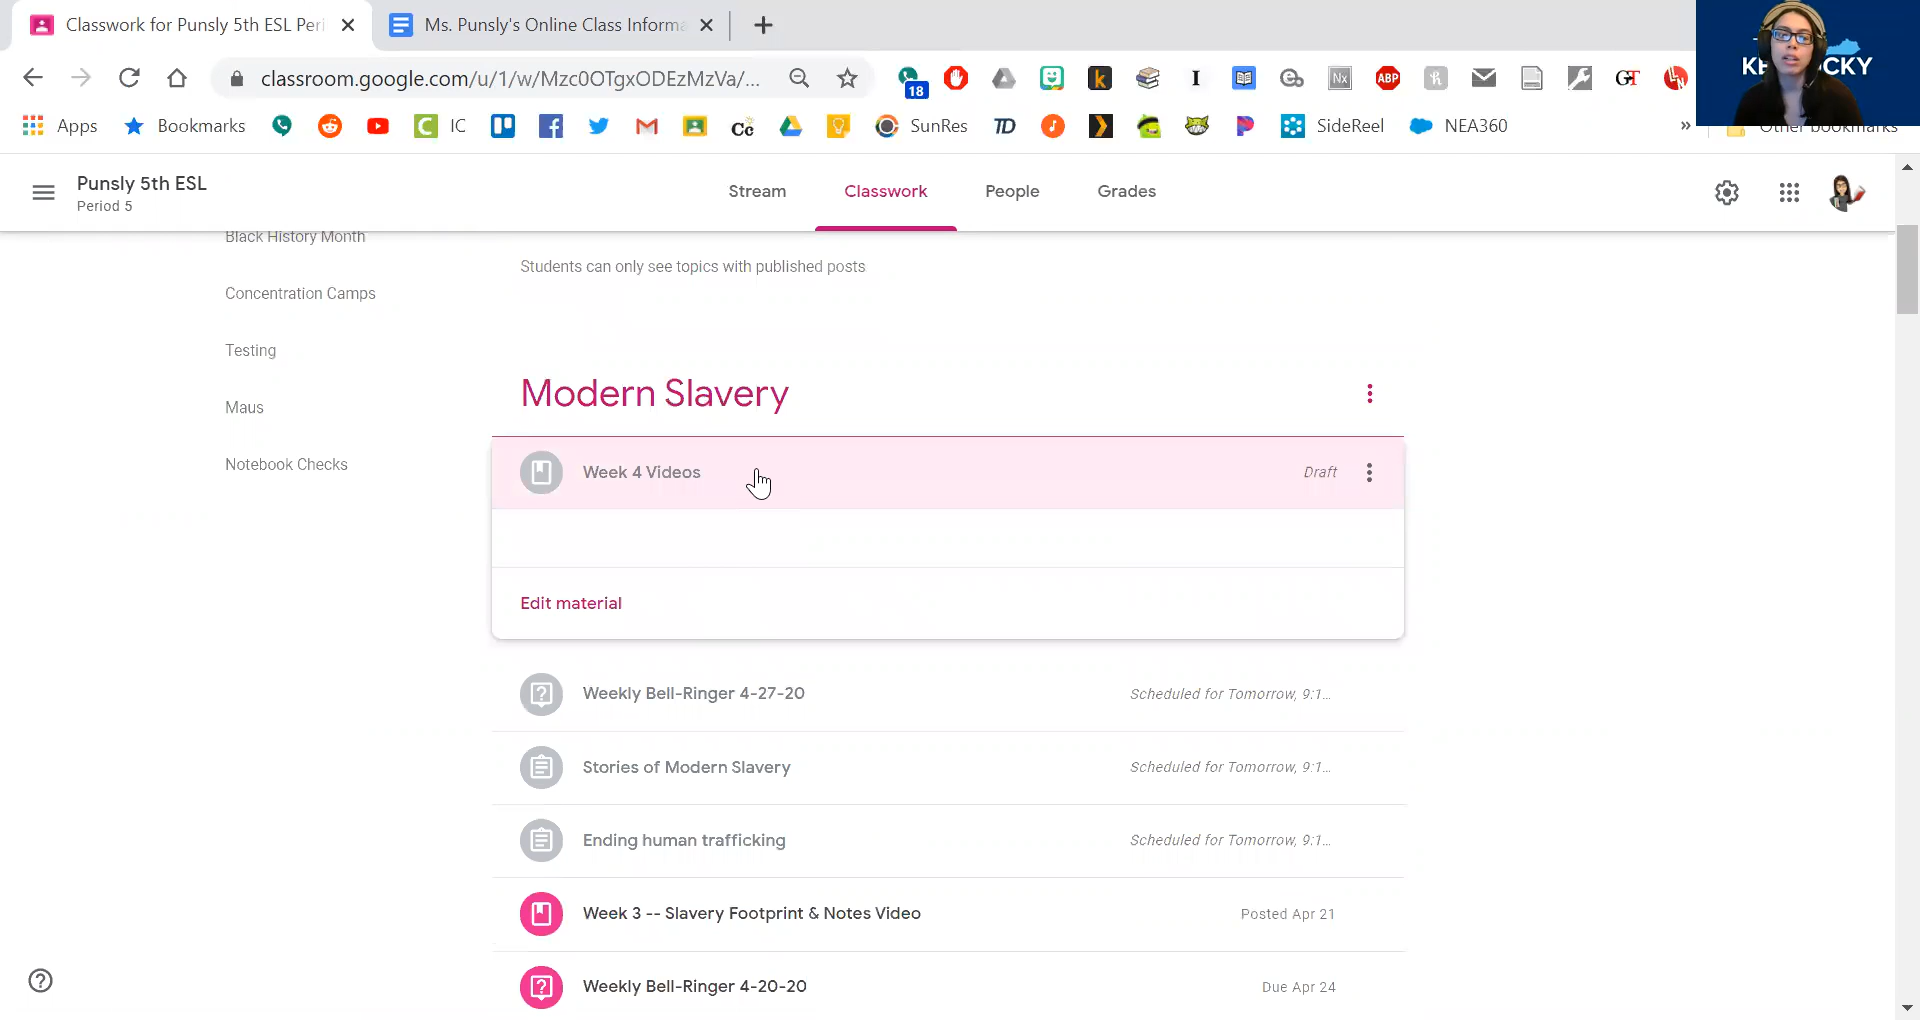 Classwork for Punsly 5th ESL Peri
Ms. Punsly's Online Class Informa
classroom.google.com/u/1/w/Mzc0OTgxODEzMzVa/...
18
k
I
Nx
ABP
h
GT
Apps
Bookmarks
C
IC
Cc
SunRes
TD
SideReel
NEA360
»
Other bookmarks
Punsly 5th ESL
Period 5
Stream
Classwork
People
Grades
Black History Month
Concentration Camps
Testing
Maus
Notebook Checks
Students can only see topics with published posts
Modern Slavery
Week 4 Videos
Draft
Edit material
Weekly Bell-Ringer 4-27-20
Scheduled for Tomorrow, 9:1...
Stories of Modern Slavery
Scheduled for Tomorrow, 9:1...
Ending human trafficking
Scheduled for Tomorrow, 9:1...
Week 3 -- Slavery Footprint & Notes Video
Posted Apr 21
Weekly Bell-Ringer 4-20-20
Due Apr 24